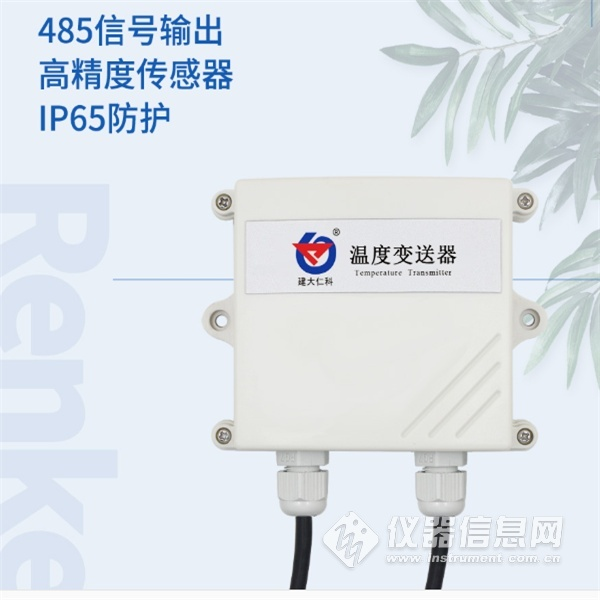 485信号输出
高精度传感器
IP65防护
Renke
®
温度变送器
Temperature Transmitter
建大仁科
仪器信息网
www.instrument.com.cn